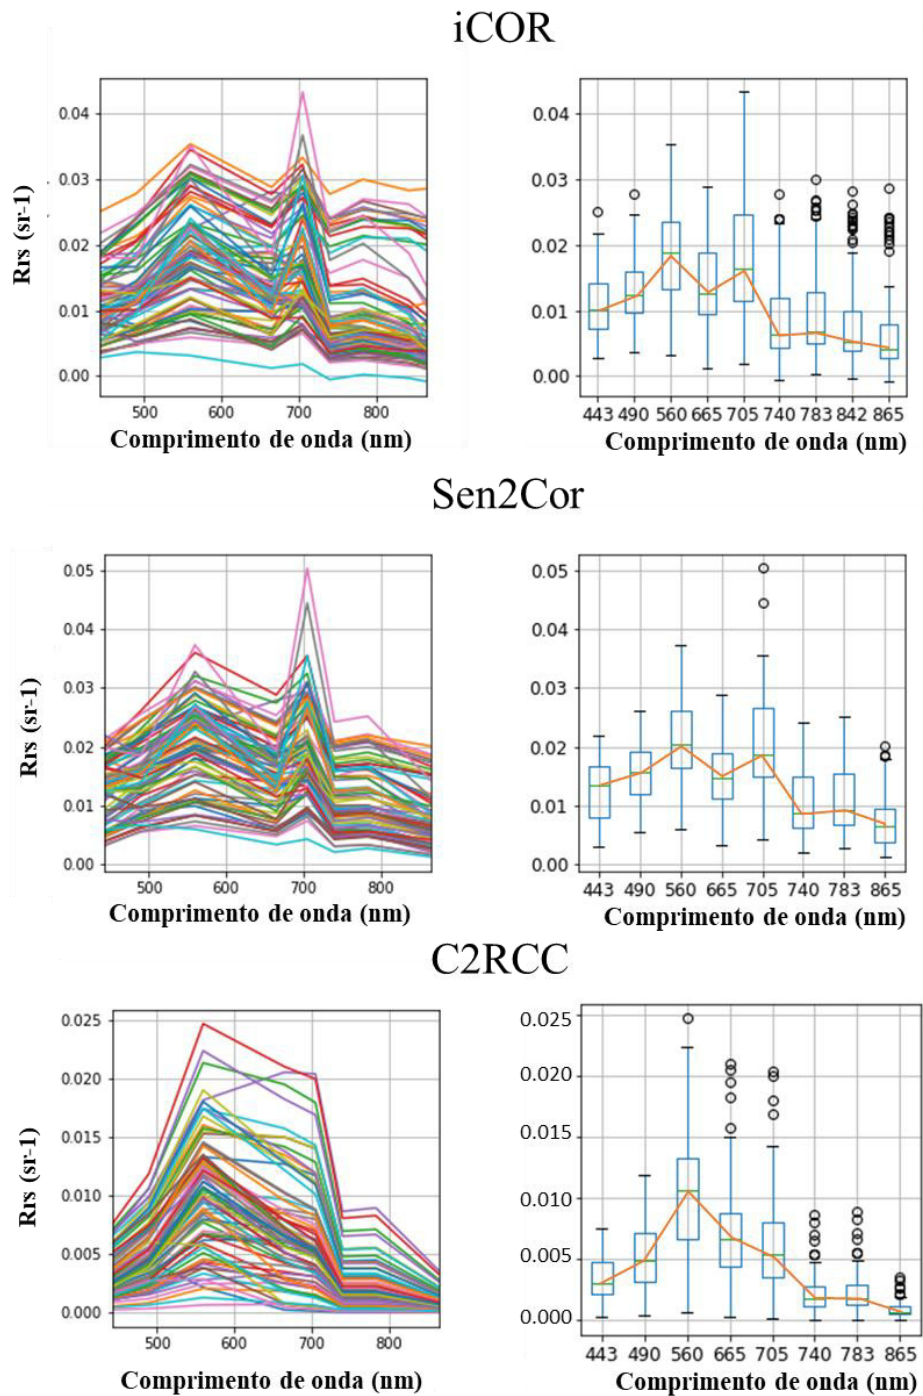 iCOR
Rrs (sr-1)
0.04
0.03
0.02
0.01
0.00
500 600 700 800
Comprimento de onda (nm)
0.04
0.03
0.02
0.01
0.00
443 490 560 665 705 740 783 842 865
Comprimento de onda (nm)
Sen2Cor
Rrs (sr-1)
0.05
0.04
0.03
0.02
0.01
0.00
500 600 700 800
Comprimento de onda (nm)
0.05
0.04
0.03
0.02
0.01
0.00
443 490 560 665 705 740 783 865
Comprimento de onda (nm)
C2RCC
Rrs (sr-1)
0.025
0.020
0.015
0.010
0.005
0.000
500 600 700 800
Comprimento de onda (nm)
0.025
0.020
0.015
0.010
0.005
0.000
443 490 560 665 705 740 783 865
Comprimento de onda (nm)